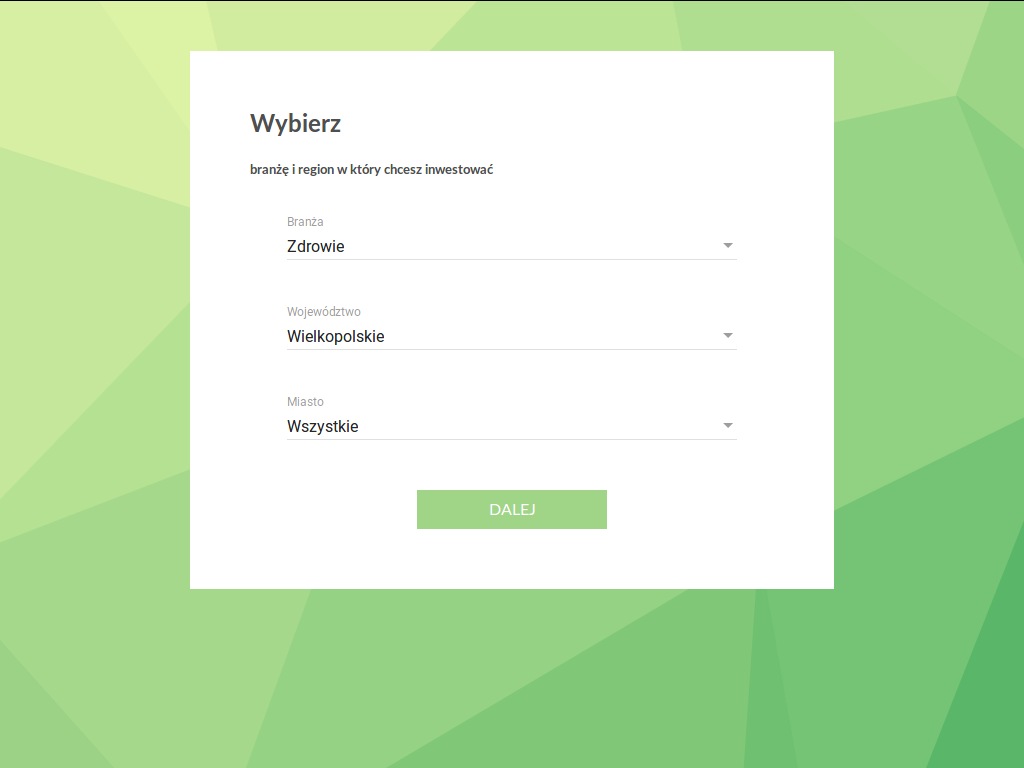 Wybierz
branżę i region w który chcesz inwestować
Branża
Zdrowie
Województwo
Wielkopolskie
Miasto
Wszystkie
DALEJ